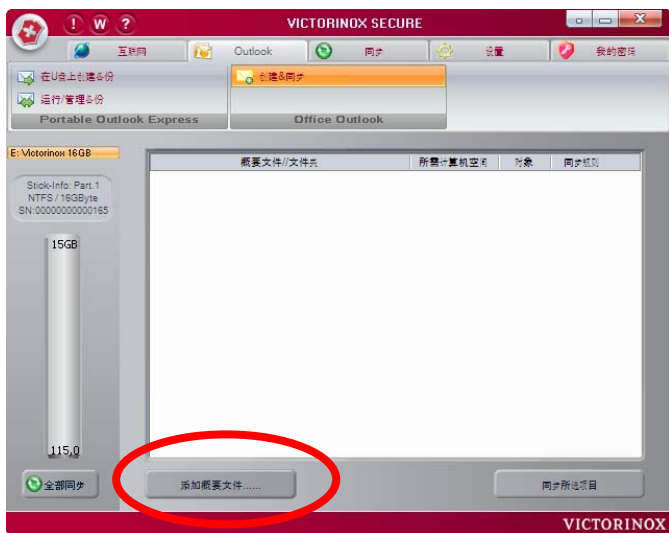 ! W ? VICTORINOX SECURE
互联网 Outlook 同步 设置 我的密码
在U盘上创建备份 创建&同步
运行/管理备份
Portable Outlook Express Office Outlook
E: Victorinox 16GB
概要文件//文件夹 所需计算机空间 对象 同步规则
Stick-Info: Part.1
NTFS / 16GByte
SN:00000000000165
15GB
115,0
全部同步 添加概要文件...... 同步所选项目
VICTORINOX